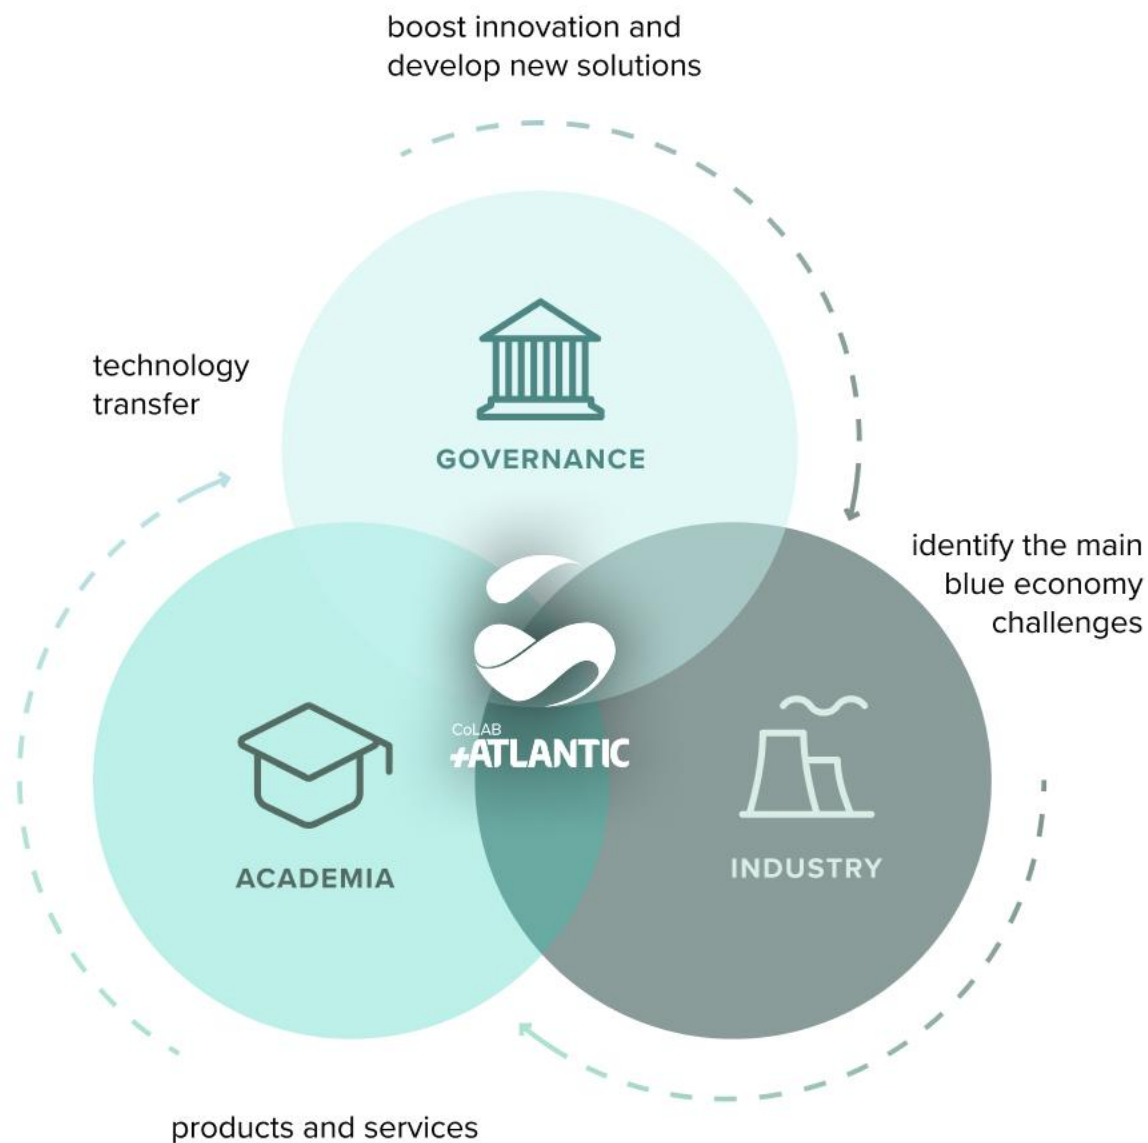 boost innovation and
develop new solutions
technology
transfer
GOVERNANCE
identify the main
blue economy
challenges
CoLAB
+ATLANTIC
ACADEMIA
INDUSTRY
products and services